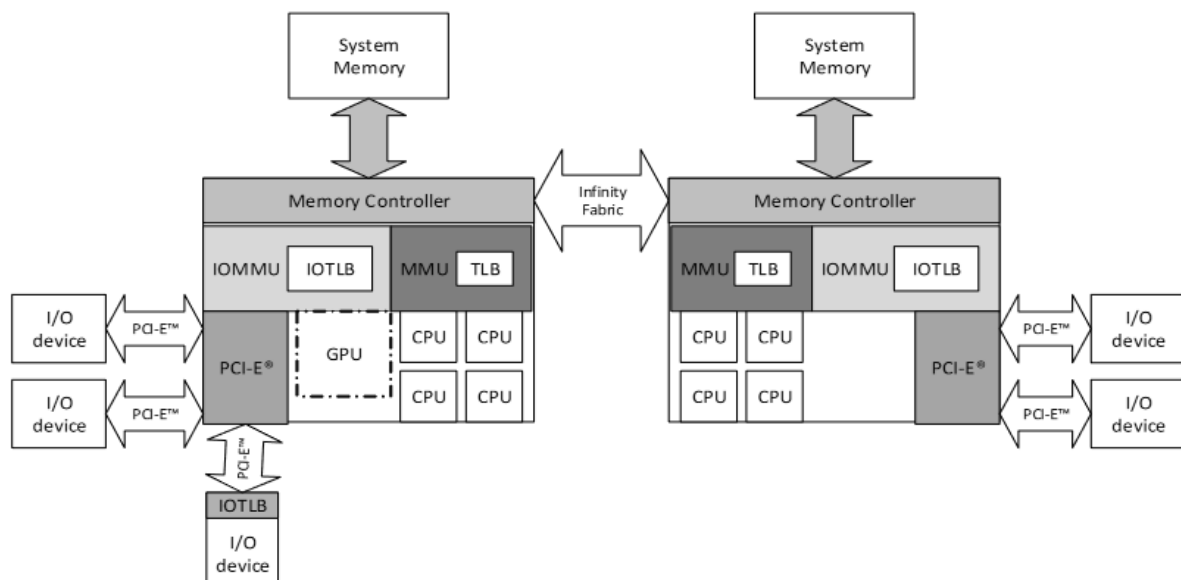 System
Memory
System
Memory
Infinity
Fabric
Memory Controller
Memory Controller
IOMMU
IOTLB
MMU
TLB
MMU
TLB
IOMMU
IOTLB
I/O
device
PCI-E™
PCI-E®
GPU
CPU
CPU
CPU
CPU
PCI-E®
PCI-E™
I/O
device
I/O
device
PCI-E™
CPU
CPU
CPU
CPU
PCI-E™
I/O
device
PCI-E™
IOTLB
I/O
device